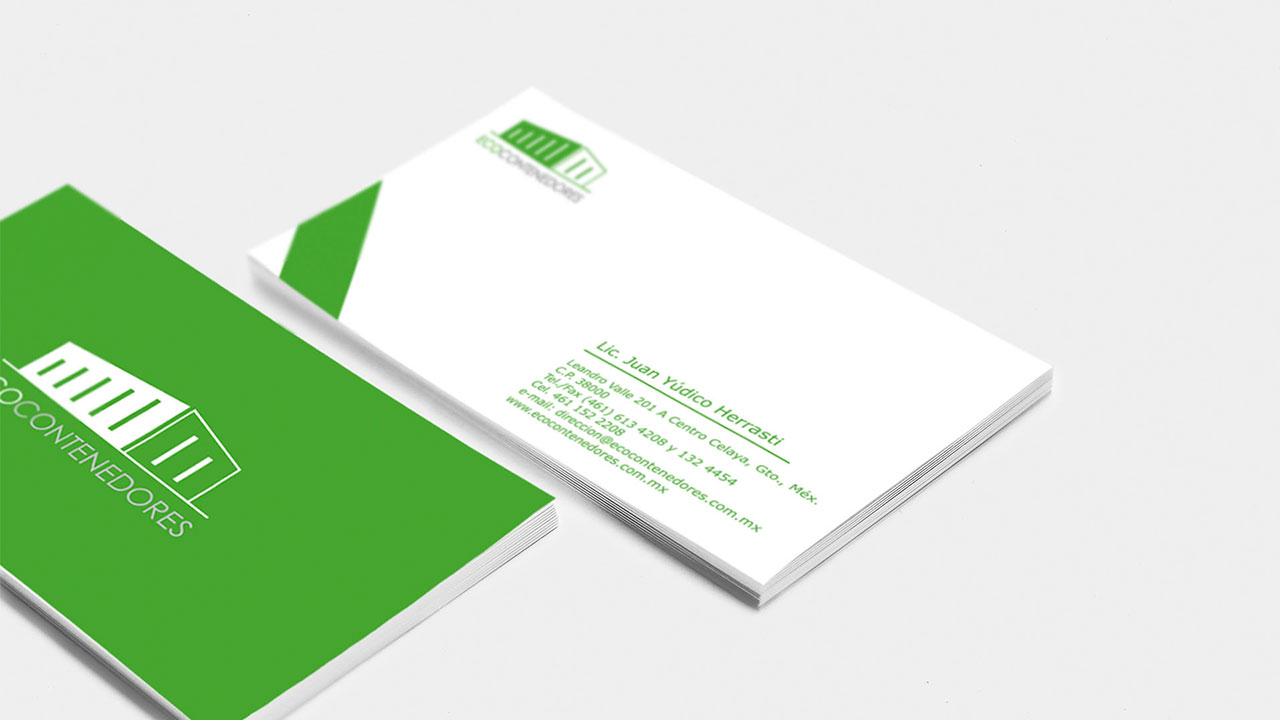 ECOCONTENEDORES
Lic. Juan Yúdico Herrasti
Leandro Valle 201 A Centro Celaya, Gto., Méx.
C.P. 38000
Tel./Fax (461) 613 4208 y 132 4454
Cel. 461 152 2208
e-mail: direccion@ecocontenedores.com.mx
www.ecocontenedores.com.mx
COCONTENEDORES